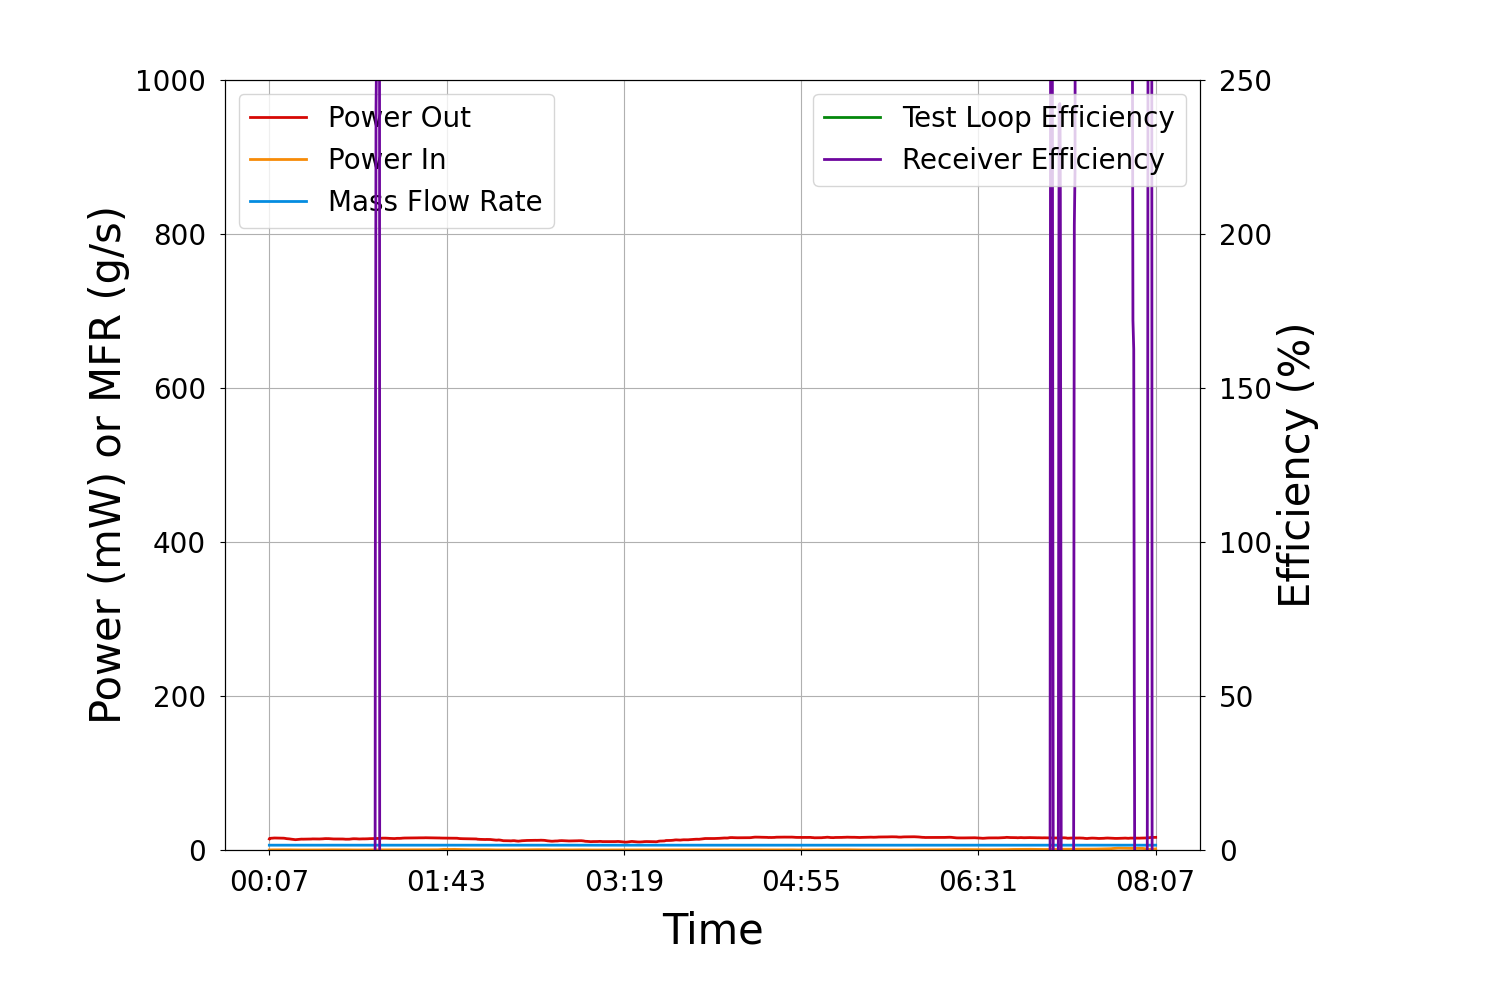 1000
800
600
400
200
0
Power (mW) or MFR (g/s)
Power Out
Power In
Mass Flow Rate
Test Loop Efficiency
Receiver Efficiency
250
200
150
100
50
0
Efficiency (%)
00:07 01:43 03:19 04:55 06:31 08:07
Time